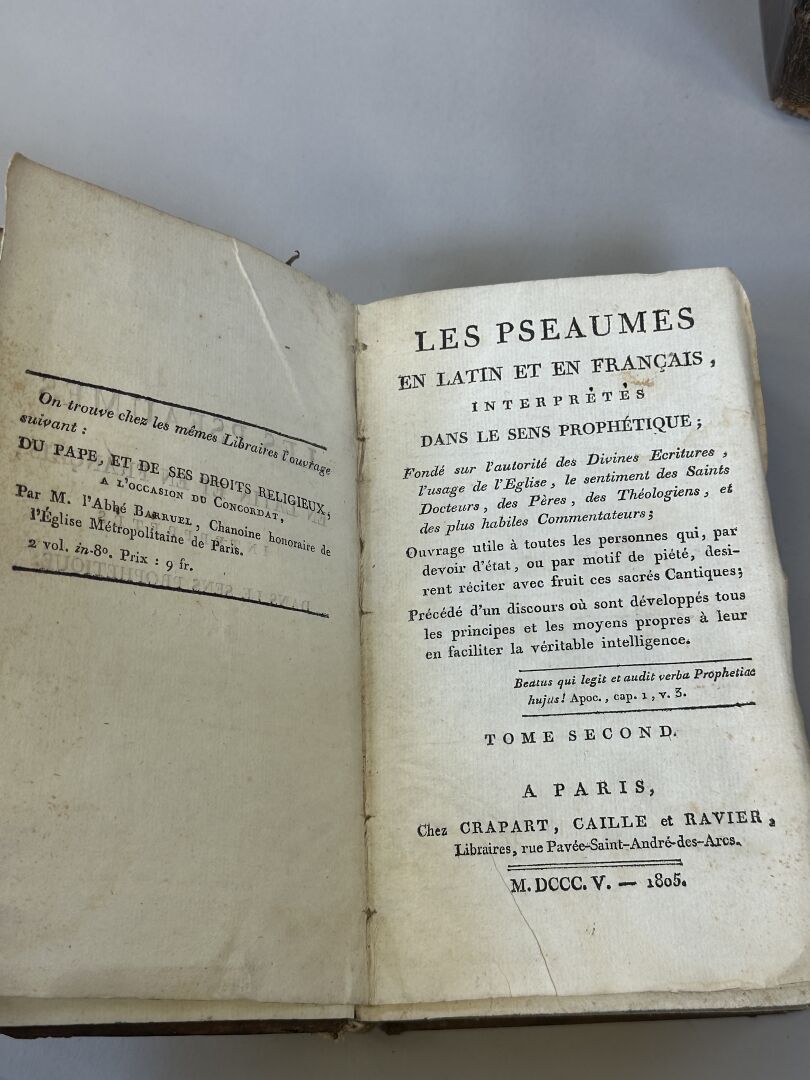 On trouve chez les mêmes Libraires l'ouvrage
suivant :
DU PAPE, ET DE SES DROITS RELIGIEUX,
A L'OCCASION DU CONCORDAT,
Par M. l'Abbé BARRUEL, Chanoine honoraire de
l'Église Métropolitaine de Paris.
2 vol. in-8o. Prix : 9 fr.
LES PSEAUMES
EN LATIN ET EN FRANÇAIS,
INTERPRÉTÉS
DANS LE SENS PROPHÉTIQUE;
Fondé sur l'autorité des Divines Ecritures,
l'usage de l'Eglise, le sentiment des Saints
Docteurs, des Pères, des Théologiens, et
des plus habiles Commentateurs;
Ouvrage utile à toutes les personnes qui, par
devoir d'état, ou par motif de piété, desi-
rent réciter avec fruit ces sacrés Cantiques;
Précédé d'un discours où sont développés tous
les principes et les moyens propres à leur
en faciliter la véritable intelligence.
Beatus qui legit et audit verba Prophetiae
hujus! Apoc., cap. 1, v. 3.
TOME SECOND.
A PARIS,
Chez CRAPART, CAILLE et RAVIER,
Libraires, rue Pavée-Saint-André-des-Arcs.
M. DCCC. V. — 1805.